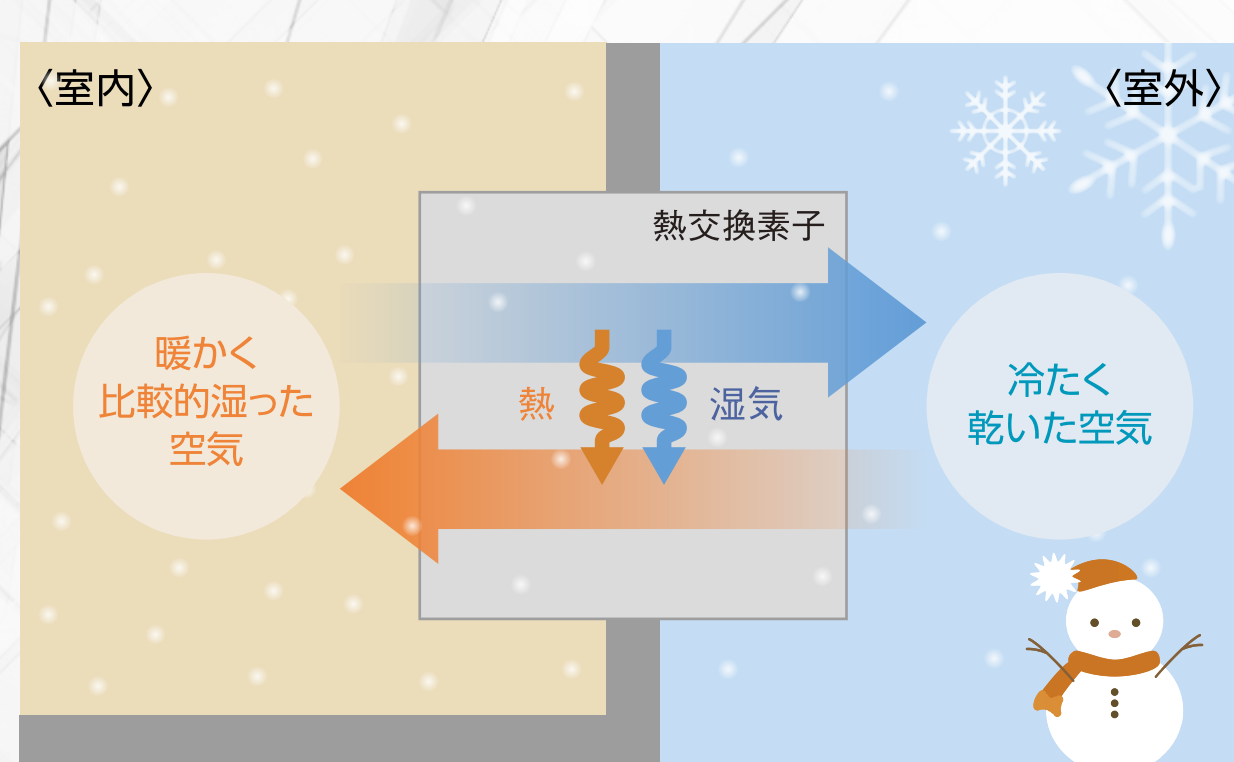 〈室内〉
〈室外〉
熱交換素子
暖かく
比較的湿った
空気
熱
湿気
冷たく
乾いた空気